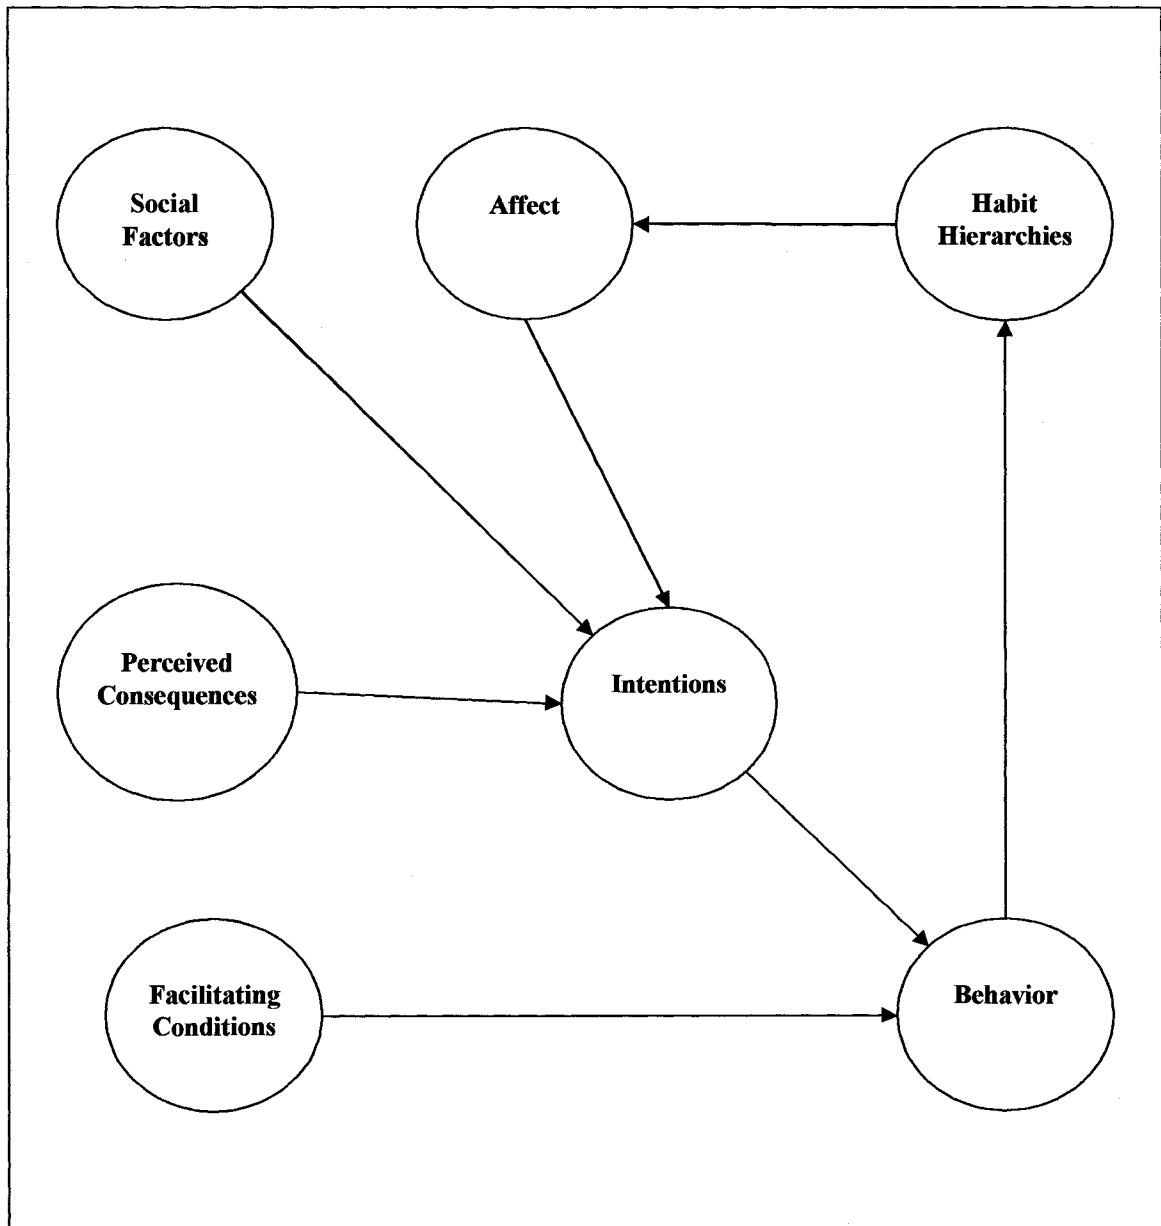 Social
Factors
Affect
Habit
Hierarchies
Perceived
Consequences
Intentions
Facilitating
Conditions
Behavior